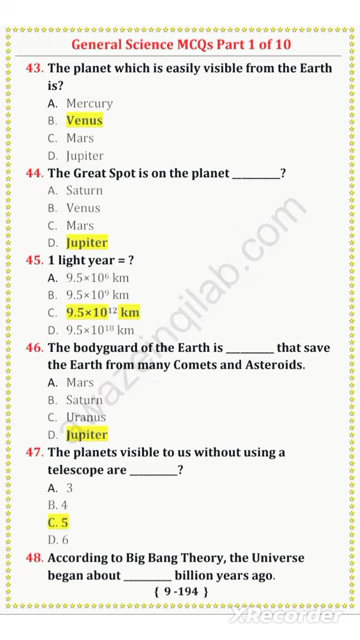 General Science MCQs Part 1 of 10
43. The planet which is easily visible from the Earth
is?
A. Mercury
B. Venus
C. Mars
D. Jupiter
44. The Great Spot is on the planet ________?
A. Saturn
B. Venus
C. Mars
D. Jupiter
45. 1 light year = ?
A. 9.5×10⁶ km
B. 9.5×10⁹ km
C. 9.5×10¹² km
D. 9.5×10¹⁸ km
46. The bodyguard of the Earth is ________ that save
the Earth from many Comets and Asteroids.
A. Mars
B. Saturn
C. Uranus
D. Jupiter
47. The planets visible to us without using a
telescope are ________?
A. 3
B. 4
C. 5
D. 6
48. According to Big Bang Theory, the Universe
began about ________ billion years ago.
{ 9 -194 }
XRecorder